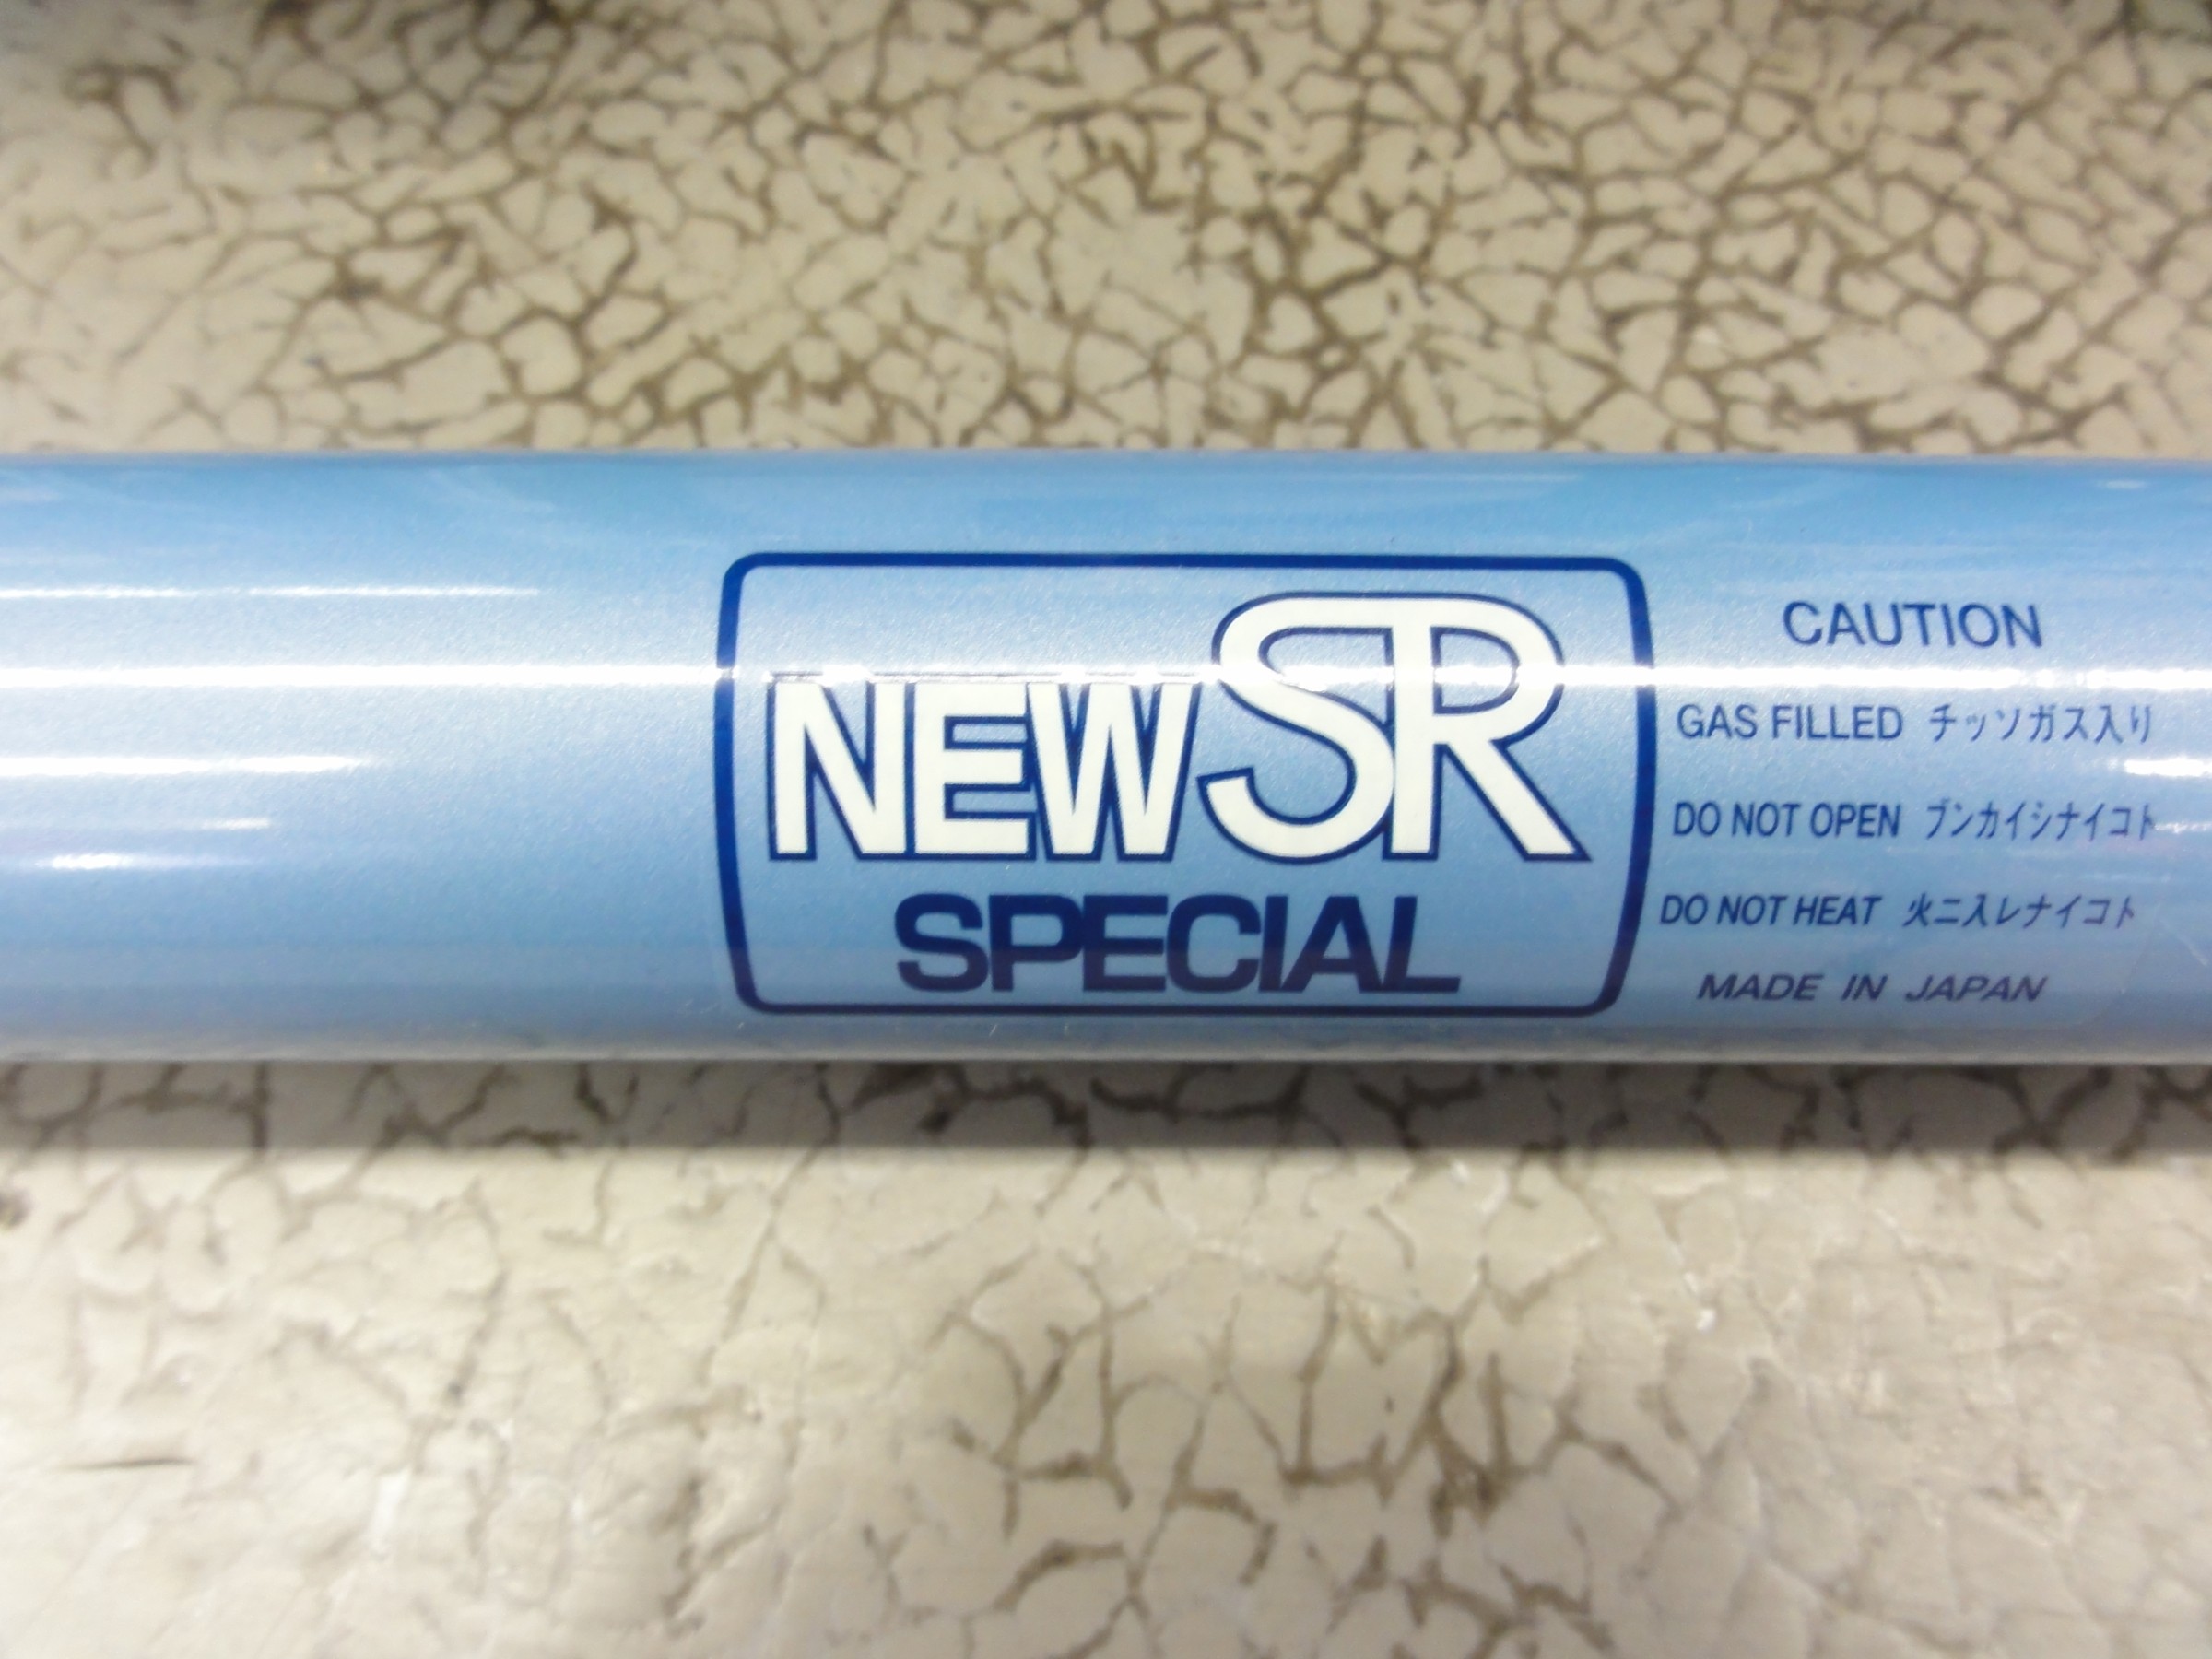 NEW SR
SPECIAL
CAUTION
GAS FILLED チッソガス入り
DO NOT OPEN ブンカイシナイコト
DO NOT HEAT 火ニ入レナイコト
MADE IN JAPAN